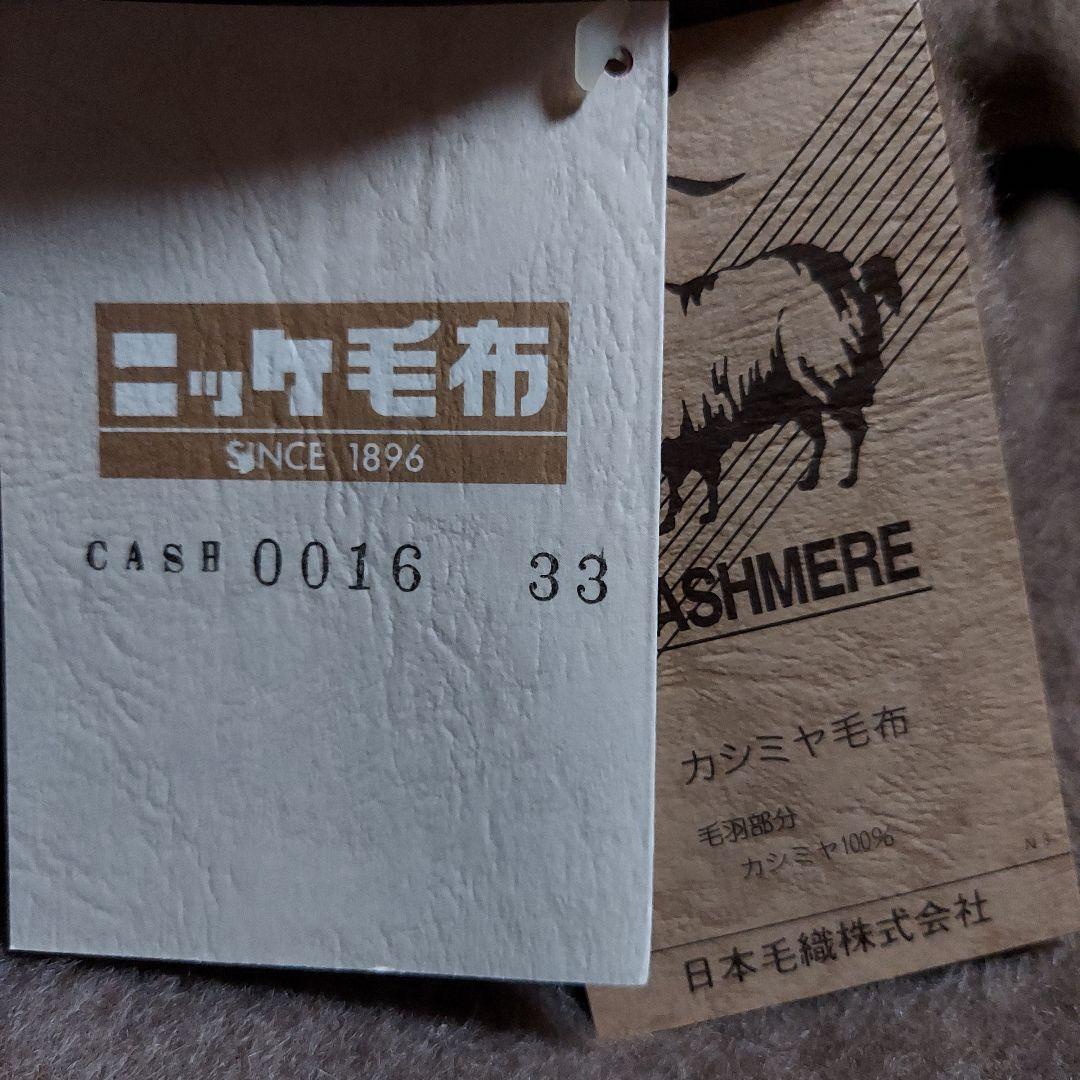 ニッケ毛布
SINCE 1896
CASH 0016 33
ASHMERE
カシミヤ毛布
毛羽部分
カシミヤ100%
日本毛織株式会社